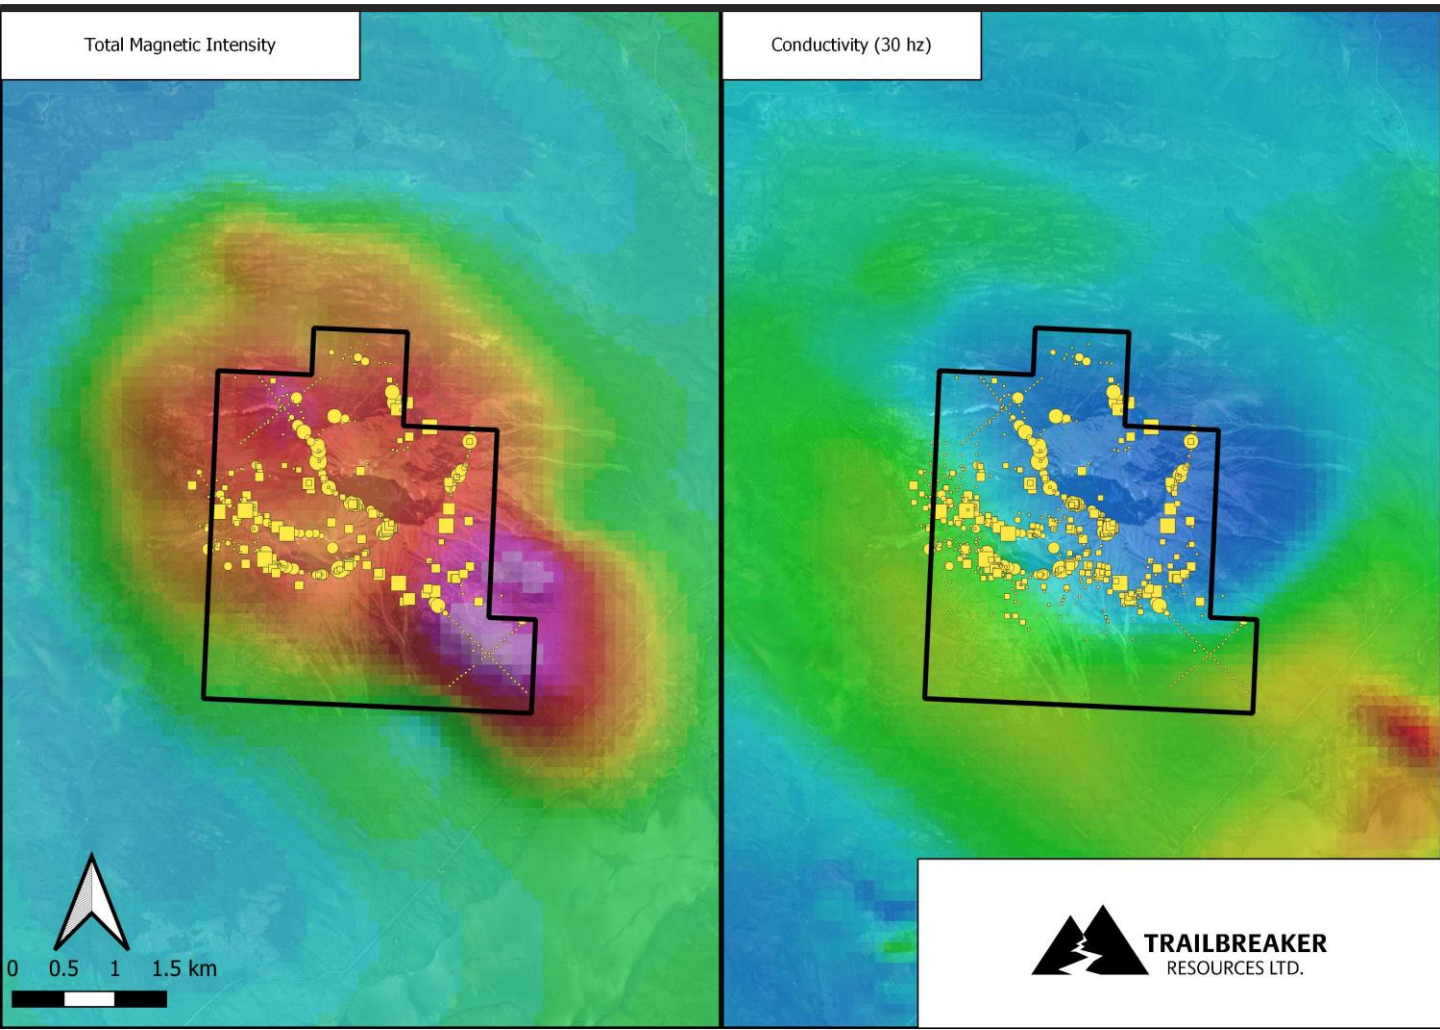 Total Magnetic Intensity
Conductivity (30 hz)
0 0.5 1 1.5 km
TRAILBREAKER
RESOURCES LTD.